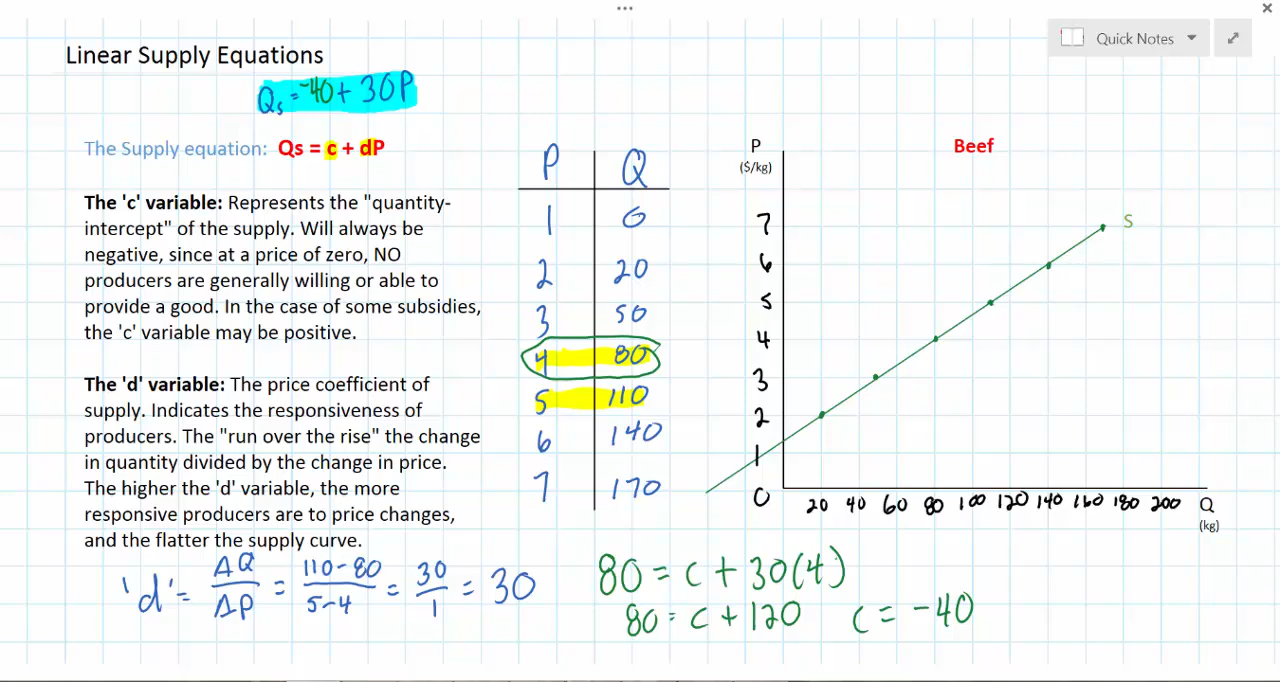 Quick Notes
Linear Supply Equations
Qs = -40 + 30P
The Supply equation: Qs = c + dP
The 'c' variable: Represents the "quantity-
intercept" of the supply. Will always be
negative, since at a price of zero, NO
producers are generally willing or able to
provide a good. In the case of some subsidies,
the 'c' variable may be positive.
The 'd' variable: The price coefficient of
supply. Indicates the responsiveness of
producers. The "run over the rise" the change
in quantity divided by the change in price.
The higher the 'd' variable, the more
responsive producers are to price changes,
and the flatter the supply curve.
'd' = ΔQ/ΔP = 110-80/5-4 = 30/1 = 30
P Q
1 0
2 20
3 50
4 80
5 110
6 140
7 170
80 = c + 30(4)
80 = c + 120 c = -40
Beef
P
($/kg)
7
6
5
4
3
2
1
0
S
20 40 60 80 100 120 140 160 180 200 Q
(kg)